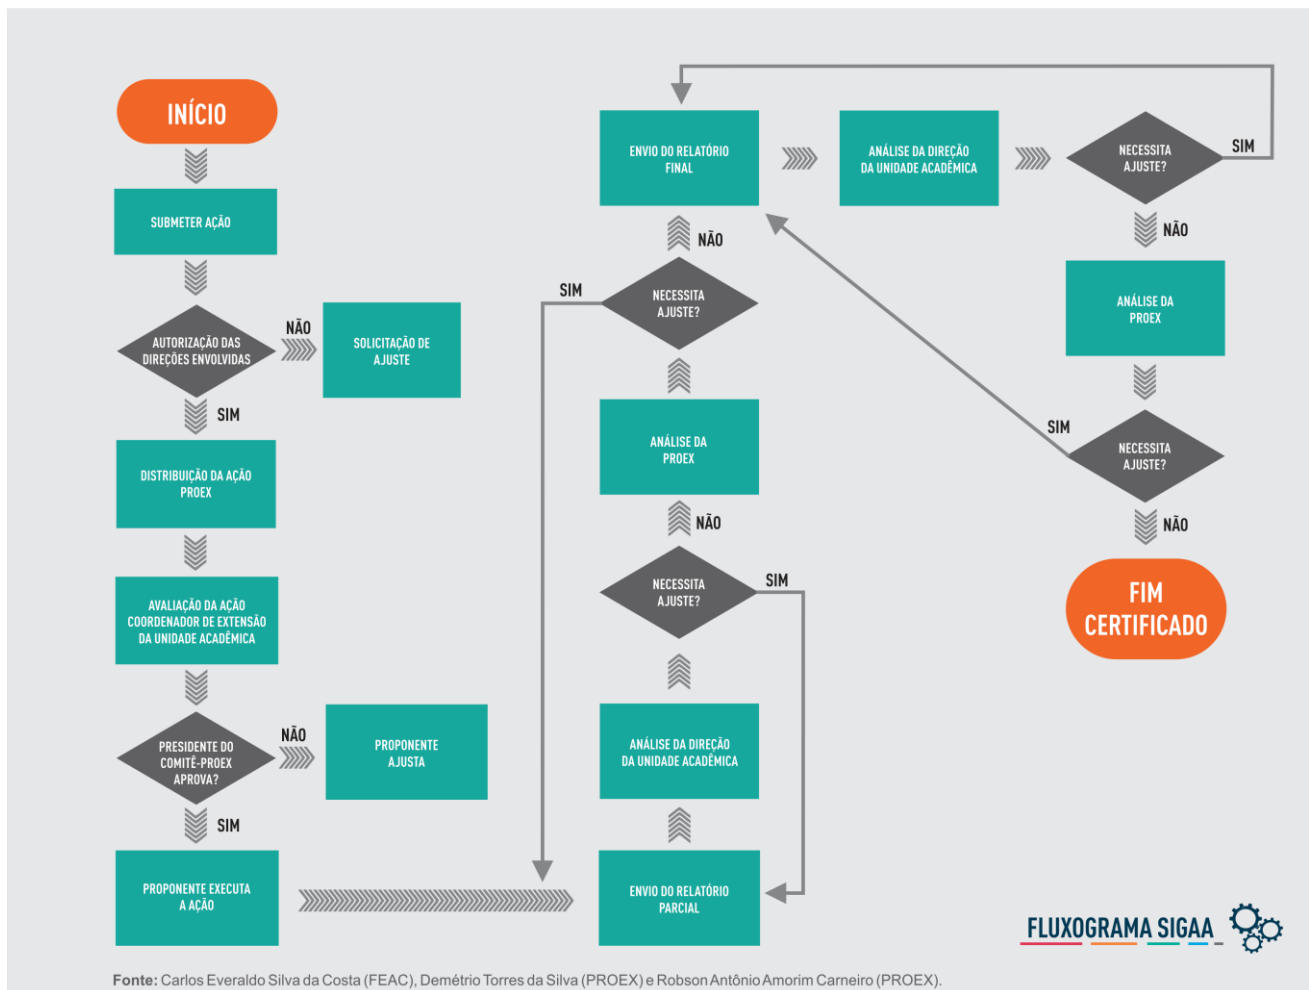 INÍCIO
SUBMETER AÇÃO
AUTORIZAÇÃO DAS
DIREÇÕES ENVOLVIDAS
NÃO
SOLICITAÇÃO DE
AJUSTE
SIM
DISTRIBUIÇÃO DA AÇÃO
PROEX
AVALIAÇÃO DA AÇÃO
COORDENADOR DE EXTENSÃO
DA UNIDADE ACADÊMICA
PRESIDENTE DO
COMITÊ-PROEX
APROVA?
NÃO
PROPONENTE
AJUSTA
SIM
PROPONENTE EXECUTA
A AÇÃO
ENVIO DO RELATÓRIO
PARCIAL
ANÁLISE DA DIREÇÃO
DA UNIDADE ACADÊMICA
NECESSITA
AJUSTE?
SIM
NÃO
ANÁLISE DA
PROEX
NECESSITA
AJUSTE?
SIM
NÃO
ENVIO DO RELATÓRIO
FINAL
ANÁLISE DA DIREÇÃO
DA UNIDADE ACADÊMICA
NECESSITA
AJUSTE?
SIM
NÃO
ANÁLISE DA
PROEX
NECESSITA
AJUSTE?
SIM
NÃO
FIM
CERTIFICADO
FLUXOGRAMA SIGAA
Fonte: Carlos Everaldo Silva da Costa (FEAC), Demétrio Torres da Silva (PROEX) e Robson Antônio Amorim Carneiro (PROEX).